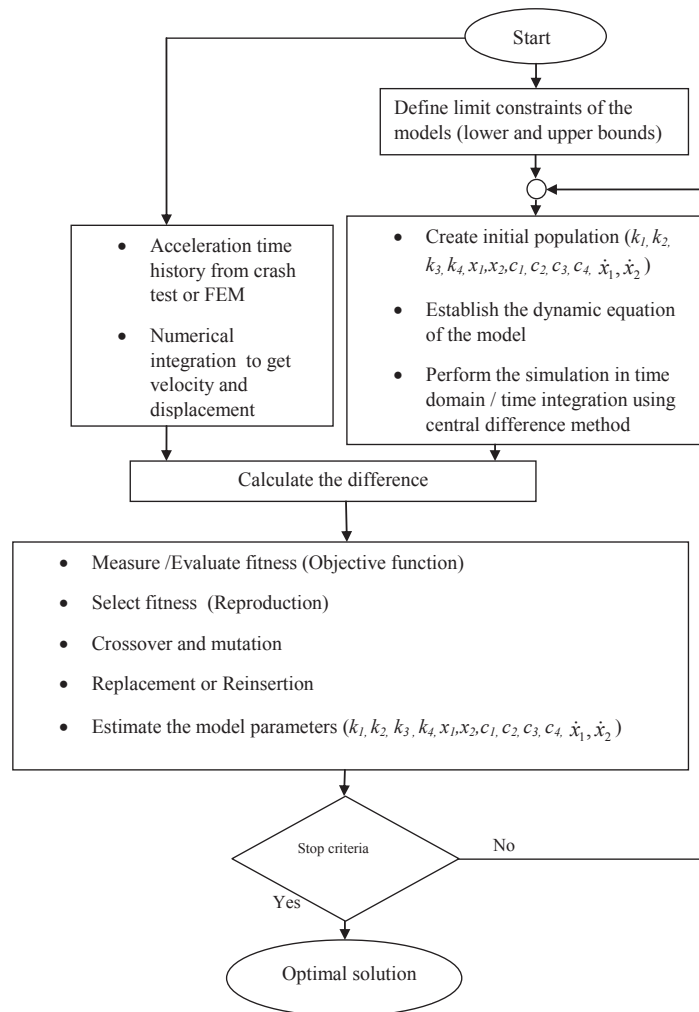 Start
Define limit constraints of the
models (lower and upper bounds)
• Acceleration time
history from crash
test or FEM
• Numerical
integration to get
velocity and
displacement
• Create initial population (k₁, k₂,
k₃, k₄, x₁,x₂,c₁, c₂, c₃, c₄, ẋ₁, ẋ₂ )
• Establish the dynamic equation
of the model
• Perform the simulation in time
domain / time integration using
central difference method
Calculate the difference
• Measure /Evaluate fitness (Objective function)
• Select fitness (Reproduction)
• Crossover and mutation
• Replacement or Reinsertion
• Estimate the model parameters (k₁, k₂, k₃ , k₄, x₁,x₂,c₁, c₂, c₃, c₄, ẋ₁, ẋ₂ )
Stop criteria
No
Yes
Optimal solution